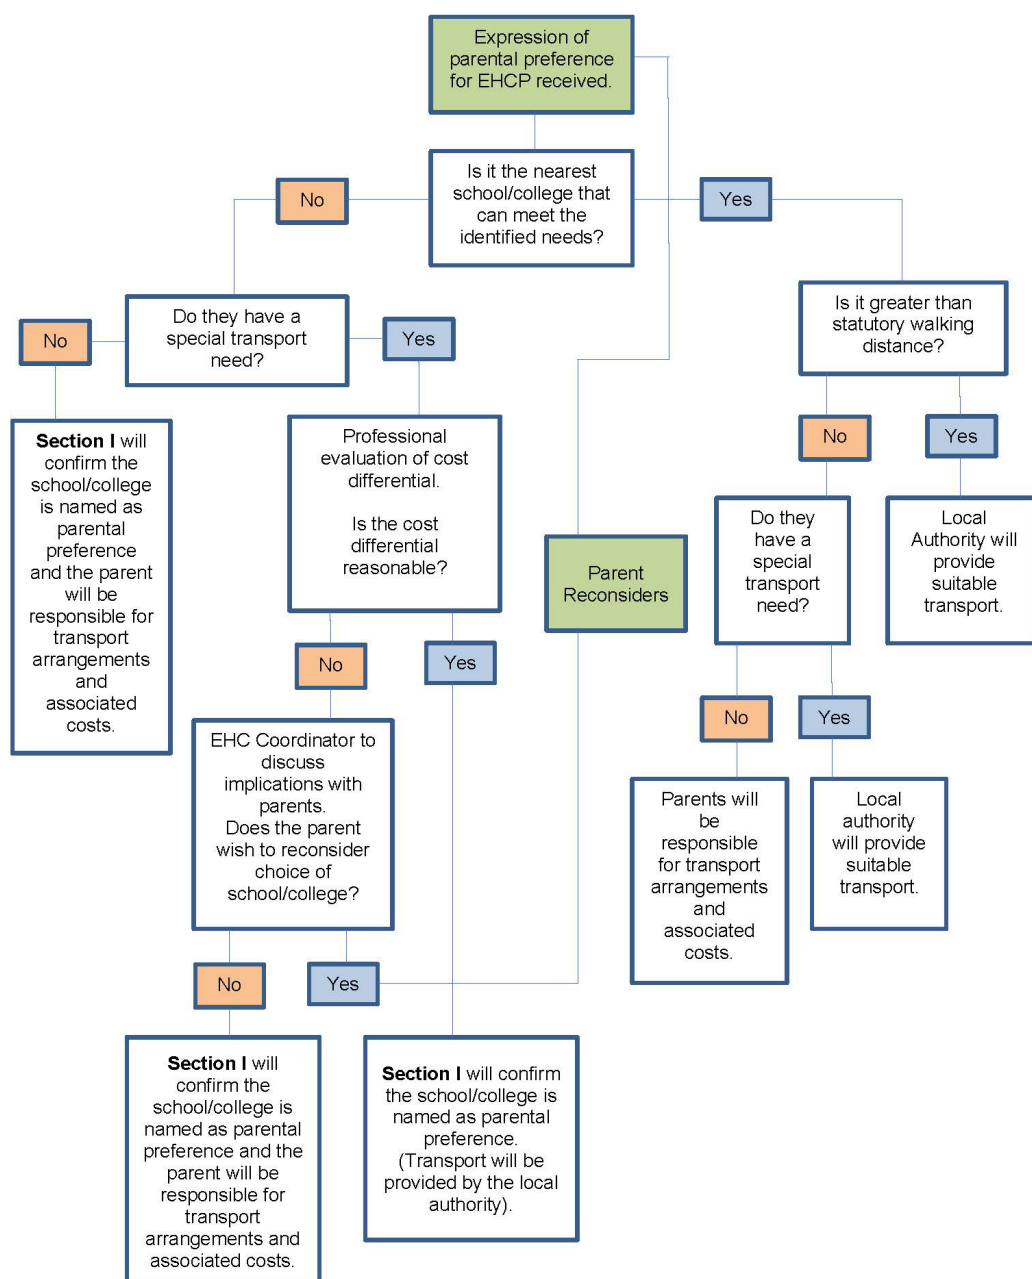 Expression of
parental preference
for EHCP received.
Is it the nearest
school/college that
can meet the
identified needs?
No
Yes
Do they have a
special transport
need?
No
Yes
Is it greater than
statutory walking
distance?
No
Yes
Section I will
confirm the
school/college
is named as
parental
preference
and the parent
will be
responsible for
transport
arrangements
and
associated
costs.
Professional
evaluation of cost
differential.
Is the cost
differential
reasonable?
Parent
Reconsiders
Do they
have a
special
transport
need?
Local
Authority will
provide
suitable
transport.
No
Yes
No
Yes
EHC Coordinator to
discuss
implications with
parents.
Does the parent
wish to reconsider
choice of
school/college?
Parents will
be
responsible
for transport
arrangements
and
associated
costs.
Local
authority
will provide
suitable
transport.
No
Yes
Section I will
confirm the
school/college is
named as parental
preference and the
parent will be
responsible for
transport
arrangements and
associated costs.
Section I will confirm
the school/college is
named as parental
preference.
(Transport will be
provided by the local
authority).